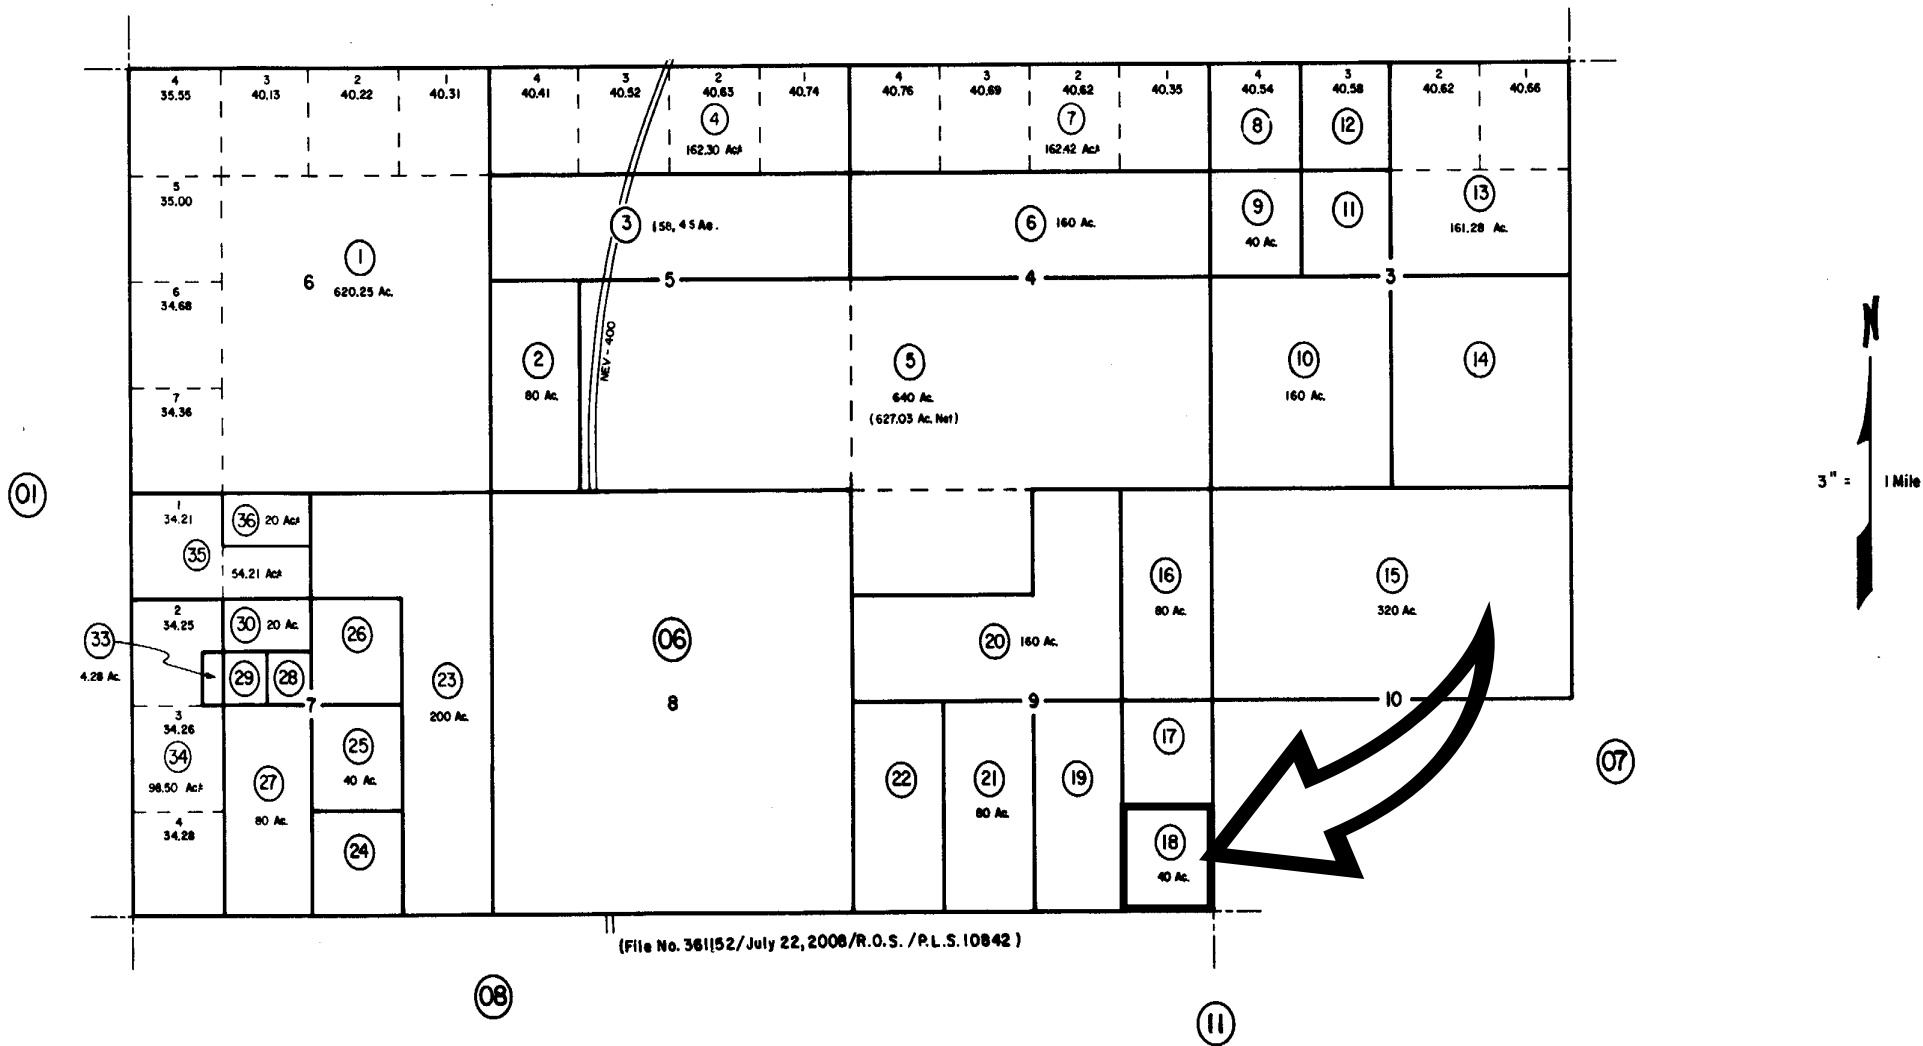 4 3 2 1 4 3 2 1 4 3 2 1 4 3 2 1
35.55 40.13 40.22 40.31 40.41 40.52 40.63 40.74 40.76 40.69 40.62 40.35 40.54 40.58 40.62 40.66
4 7 8 12
162.30 Ac± 162.42 Ac±
5
35.00
13
161.28 Ac.
9 11
40 Ac.
3 158,45 Ac.
6 160 Ac.
1
6 620.25 Ac.
5 4 3
6
34.68
NEV-400
2
80 Ac.
5
640 Ac.
(627.03 Ac. Net)
10
160 Ac.
14
7
34.36
N
3" = 1 Mile
01
1
34.21
36 20 Ac±
35
54.21 Ac±
16
80 Ac.
15
320 Ac.
2
34.25
30 20 Ac.
26
33
4.28 Ac.
29 28
23
200 Ac.
06
8
20 160 Ac.
7 9 10
3
34.26
34
98.50 Ac±
4
34.28
27
80 Ac.
25
40 Ac.
24
22
21
80 Ac.
19
17
18
40 Ac.
07
(File No. 361152/July 22, 2008/R.O.S. /P.L.S. 10842 )
08
11